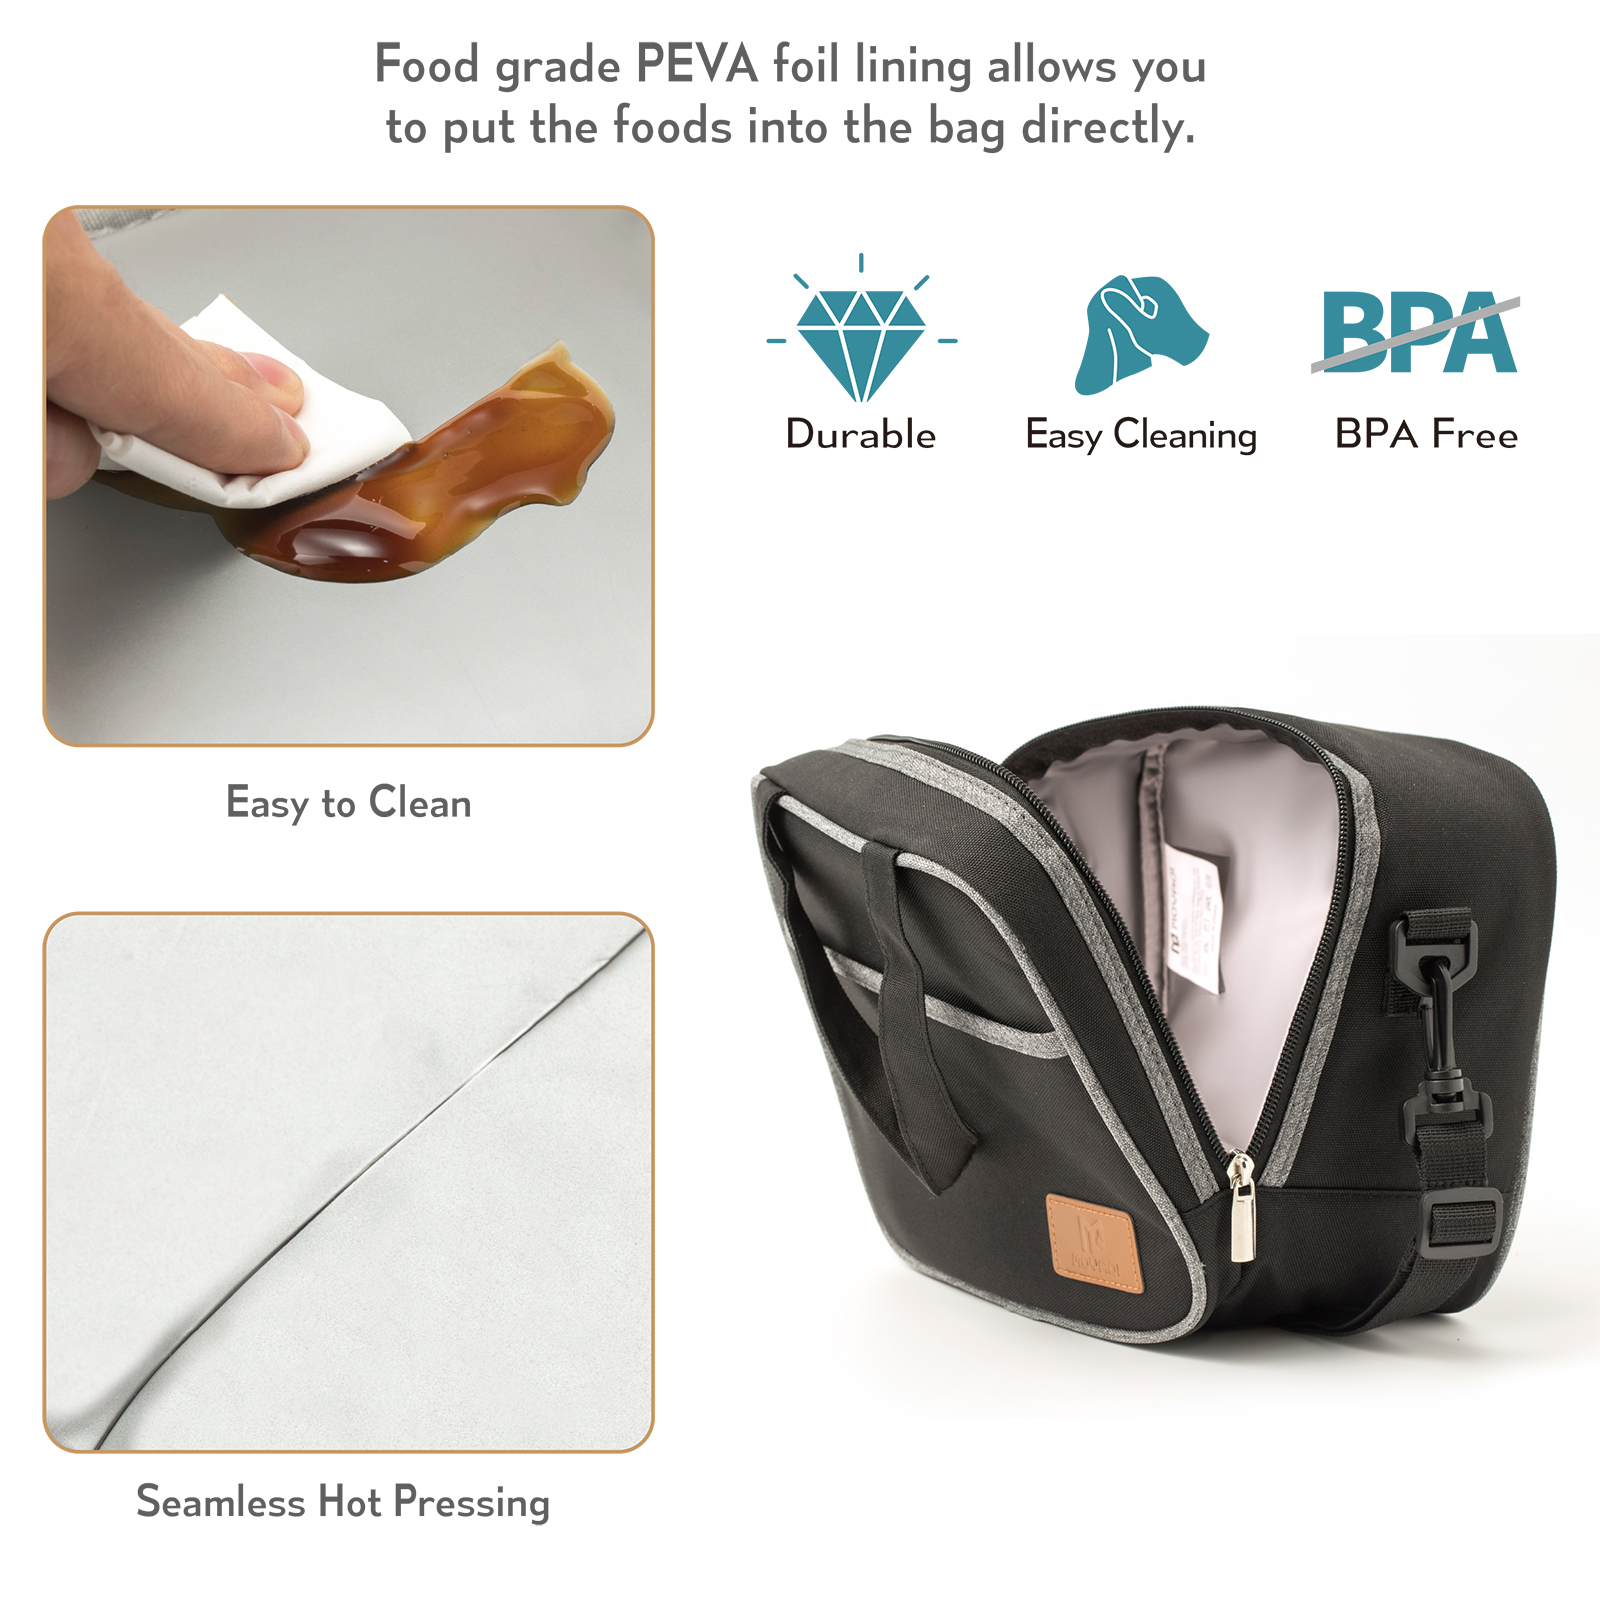 Food grade PEVA foil lining allows you
to put the foods into the bag directly.
BPA
Durable
Easy Cleaning
BPA Free
Easy to Clean
MOVNDI
Seamless Hot Pressing